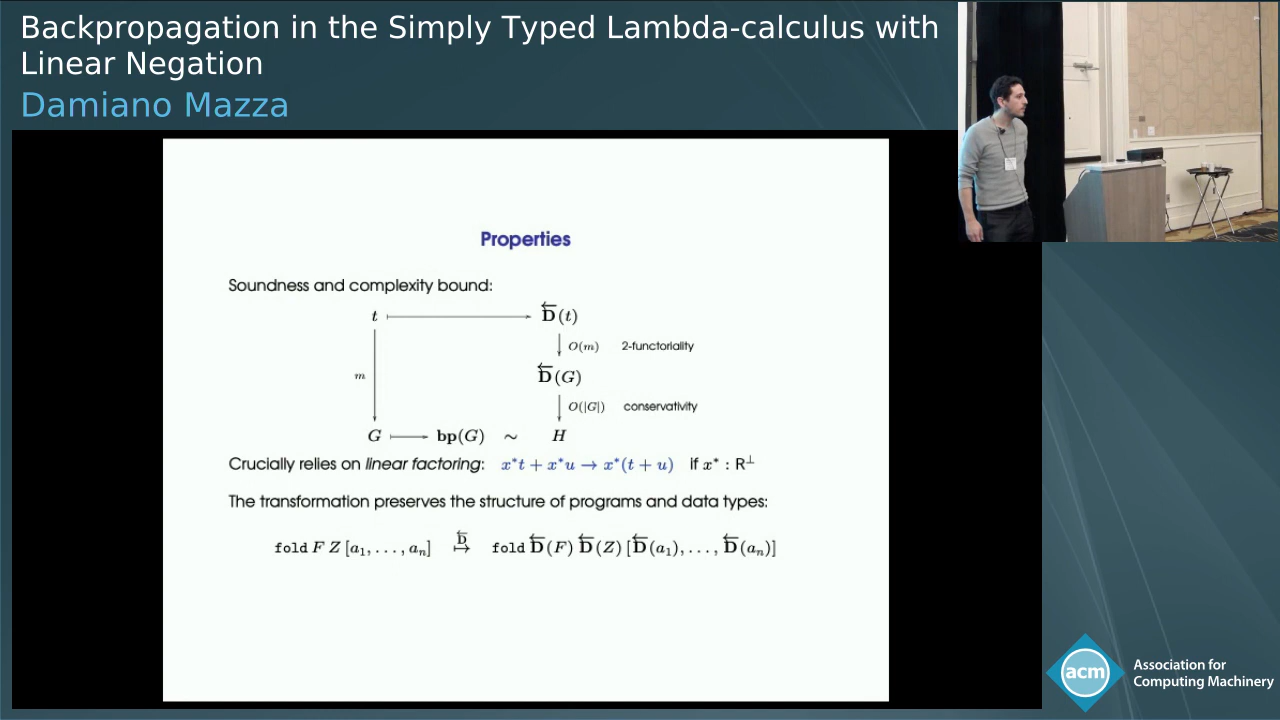 Backpropagation in the Simply Typed Lambda-calculus with
Linear Negation
Damiano Mazza
Properties
Soundness and complexity bound:
t ⟼ D⃖(t)
O(m) 2-functoriality
m D⃖(G)
O(|G|) conservativity
G ⟼ bp(G) ∼ H
Crucially relies on linear factoring: x*t + x*u → x*(t + u) if x* : R⊥
The transformation preserves the structure of programs and data types:
fold F Z [a₁, . . . , aₙ] D⃖ ↦ fold D⃖(F) D⃖(Z) [D⃖(a₁), . . . , D⃖(aₙ)]
acm
Association for
Computing Machinery